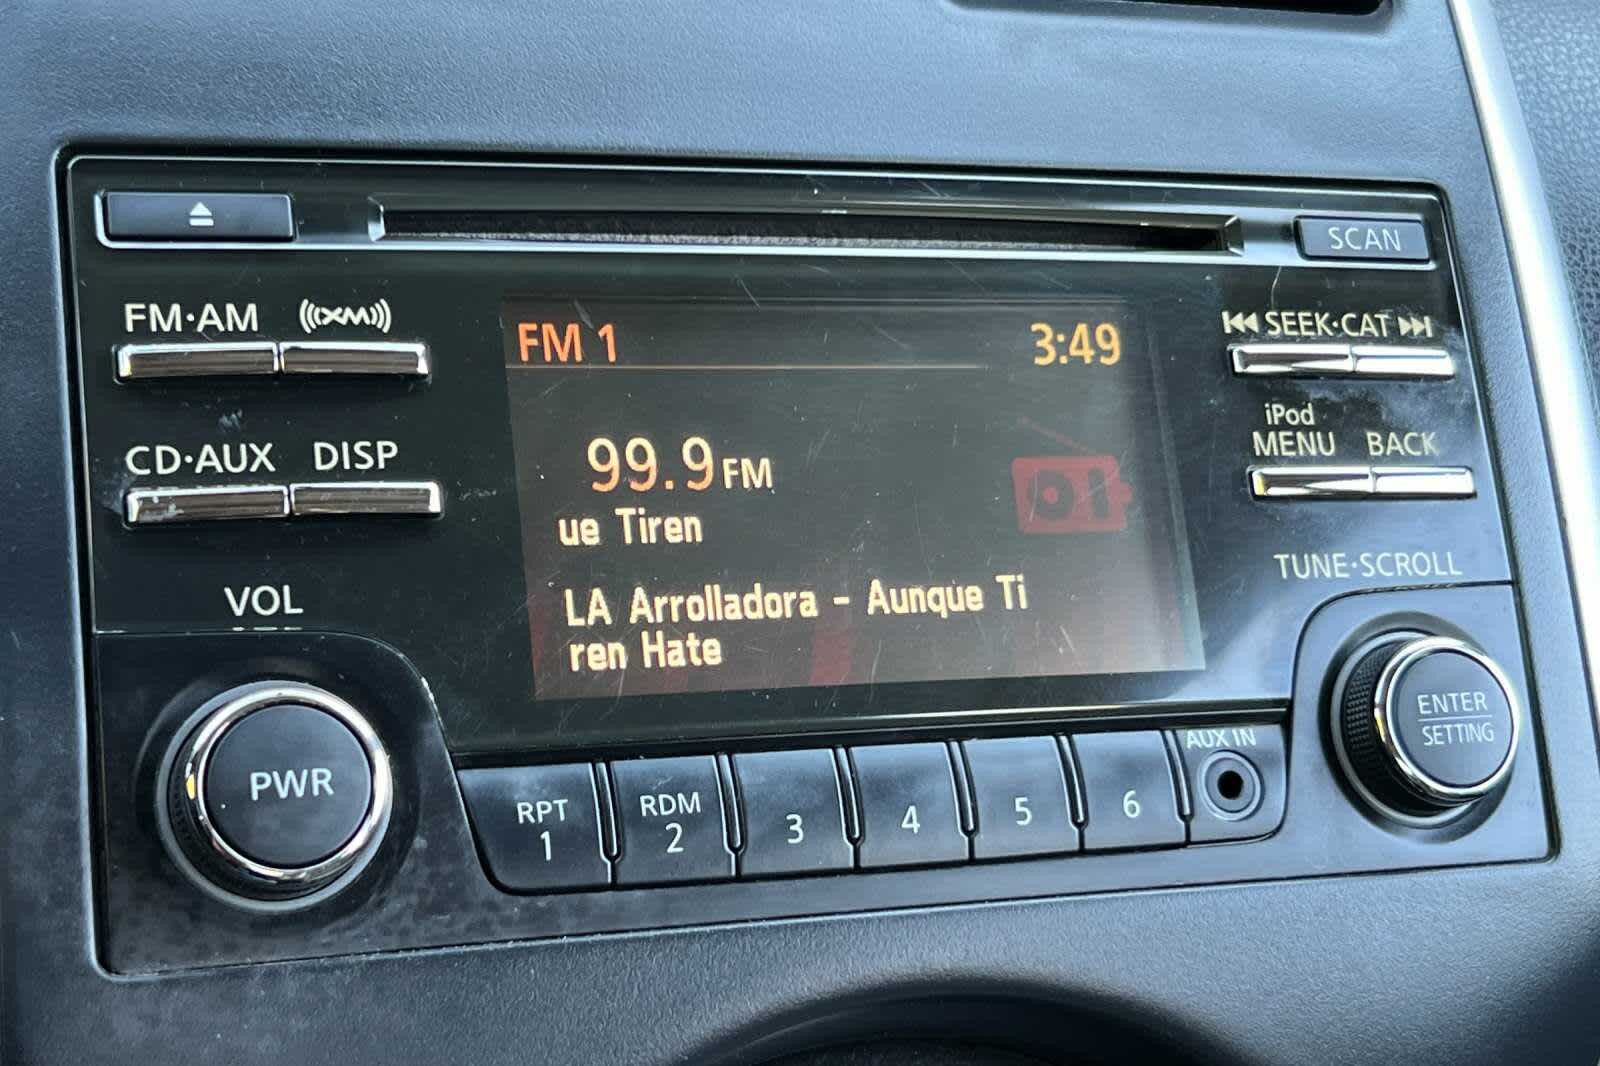 SCAN
FM·AM
XM
SEEK·CAT
FM 1
3:49
iPod
MENU
BACK
CD·AUX
DISP
99.9 FM
ue Tiren
LA Arrolladora - Aunque Ti
ren Hate
TUNE·SCROLL
VOL
PWR
ENTER
SETTING
AUX IN
RPT
1
RDM
2
3
4
5
6